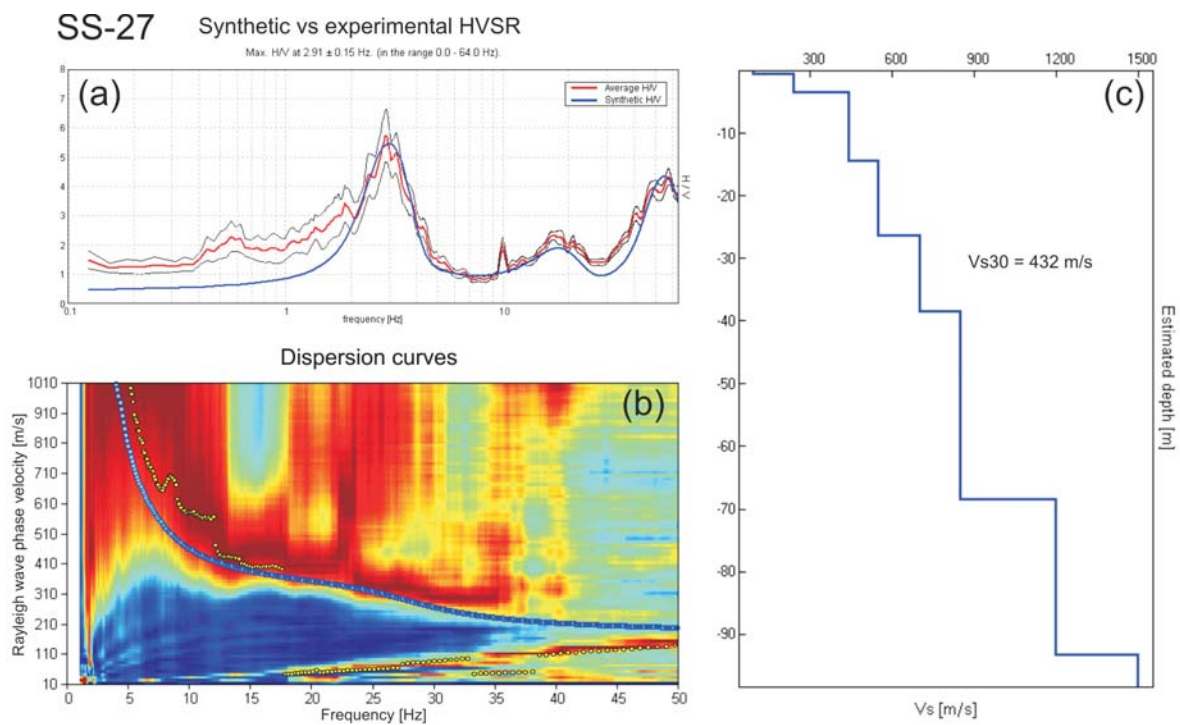 SS-27
Synthetic vs experimental HVSR
Max. H/V at 2.91 ± 0.15 Hz. (in the range 0.0 - 64.0 Hz).
(a)
Average H/V
Synthetic H/V
8
7
6
5
4
3
2
1
0
0.1
1
10
frequency [Hz]
H / V
Dispersion curves
(b)
1010
910
810
710
610
510
410
310
210
110
10
0 5 10 15 20 25 30 35 40 45 50
Rayleigh wave phase velocity [m/s]
Frequency [Hz]
300 600 900 1200 1500
(c)
-10
-20
-30
-40
-50
-60
-70
-80
-90
Vs30 = 432 m/s
Estimated depth [m]
Vs [m/s]